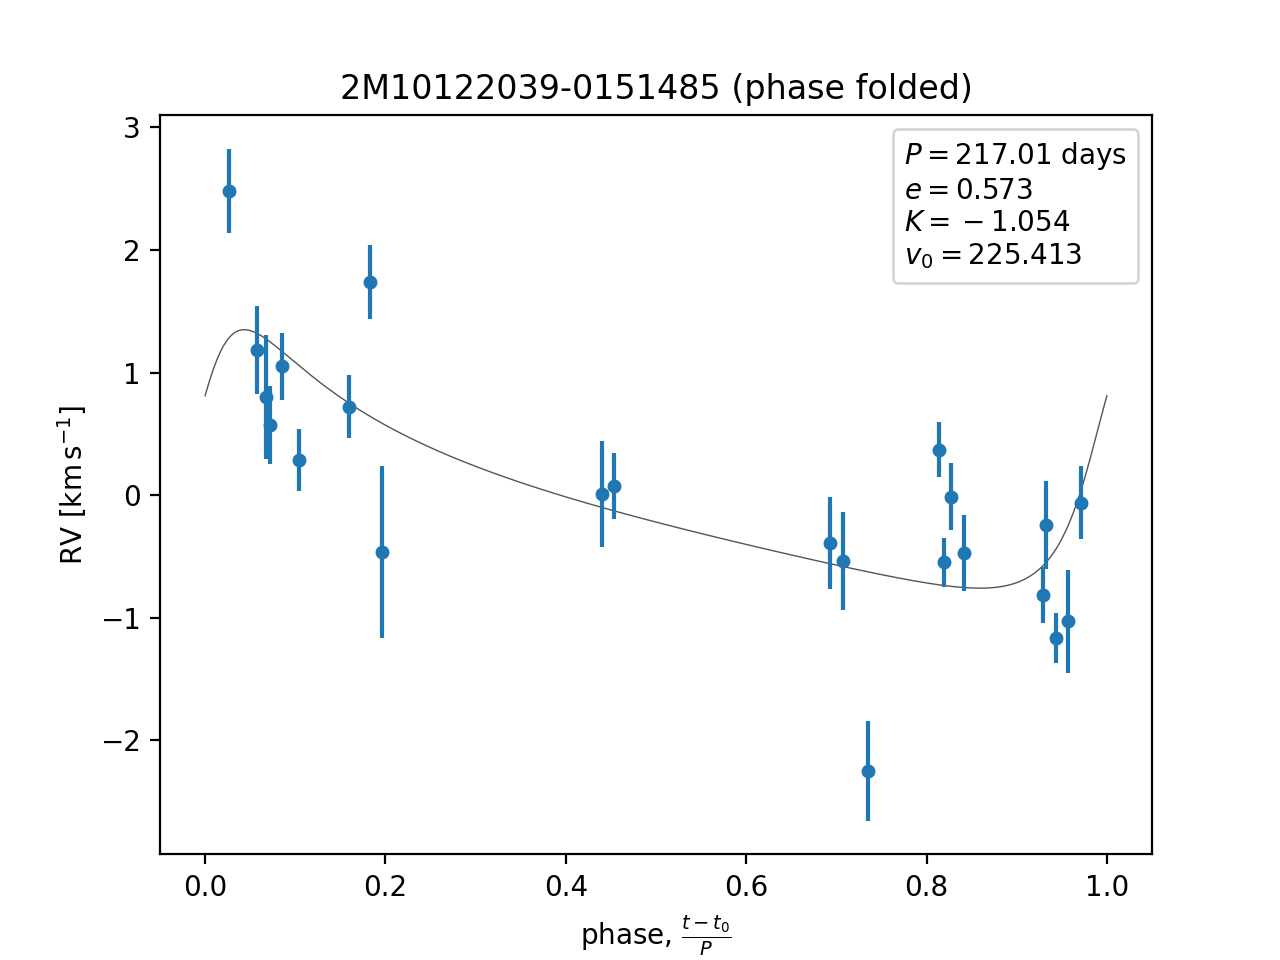 2M10122039-0151485 (phase folded)
P = 217.01 days
e = 0.573
K = −1.054
v₀ = 225.413
3
2
1
0
−1
−2
RV [km s⁻¹]
0.0 0.2 0.4 0.6 0.8 1.0
phase, (t − t₀)/P